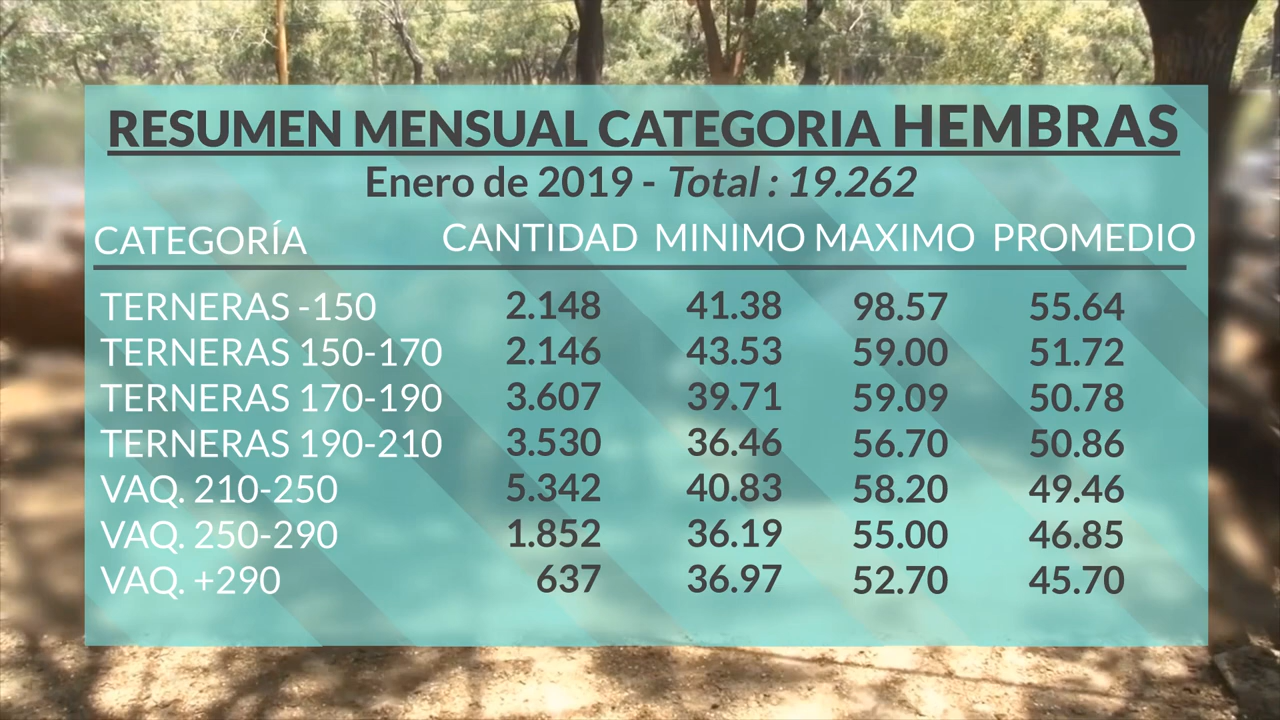 RESUMEN MENSUAL CATEGORIA HEMBRAS
Enero de 2019 - Total : 19.262
CATEGORÍA CANTIDAD MINIMO MAXIMO PROMEDIO
TERNERAS -150 2.148 41.38 98.57 55.64
TERNERAS 150-170 2.146 43.53 59.00 51.72
TERNERAS 170-190 3.607 39.71 59.09 50.78
TERNERAS 190-210 3.530 36.46 56.70 50.86
VAQ. 210-250 5.342 40.83 58.20 49.46
VAQ. 250-290 1.852 36.19 55.00 46.85
VAQ. +290 637 36.97 52.70 45.70